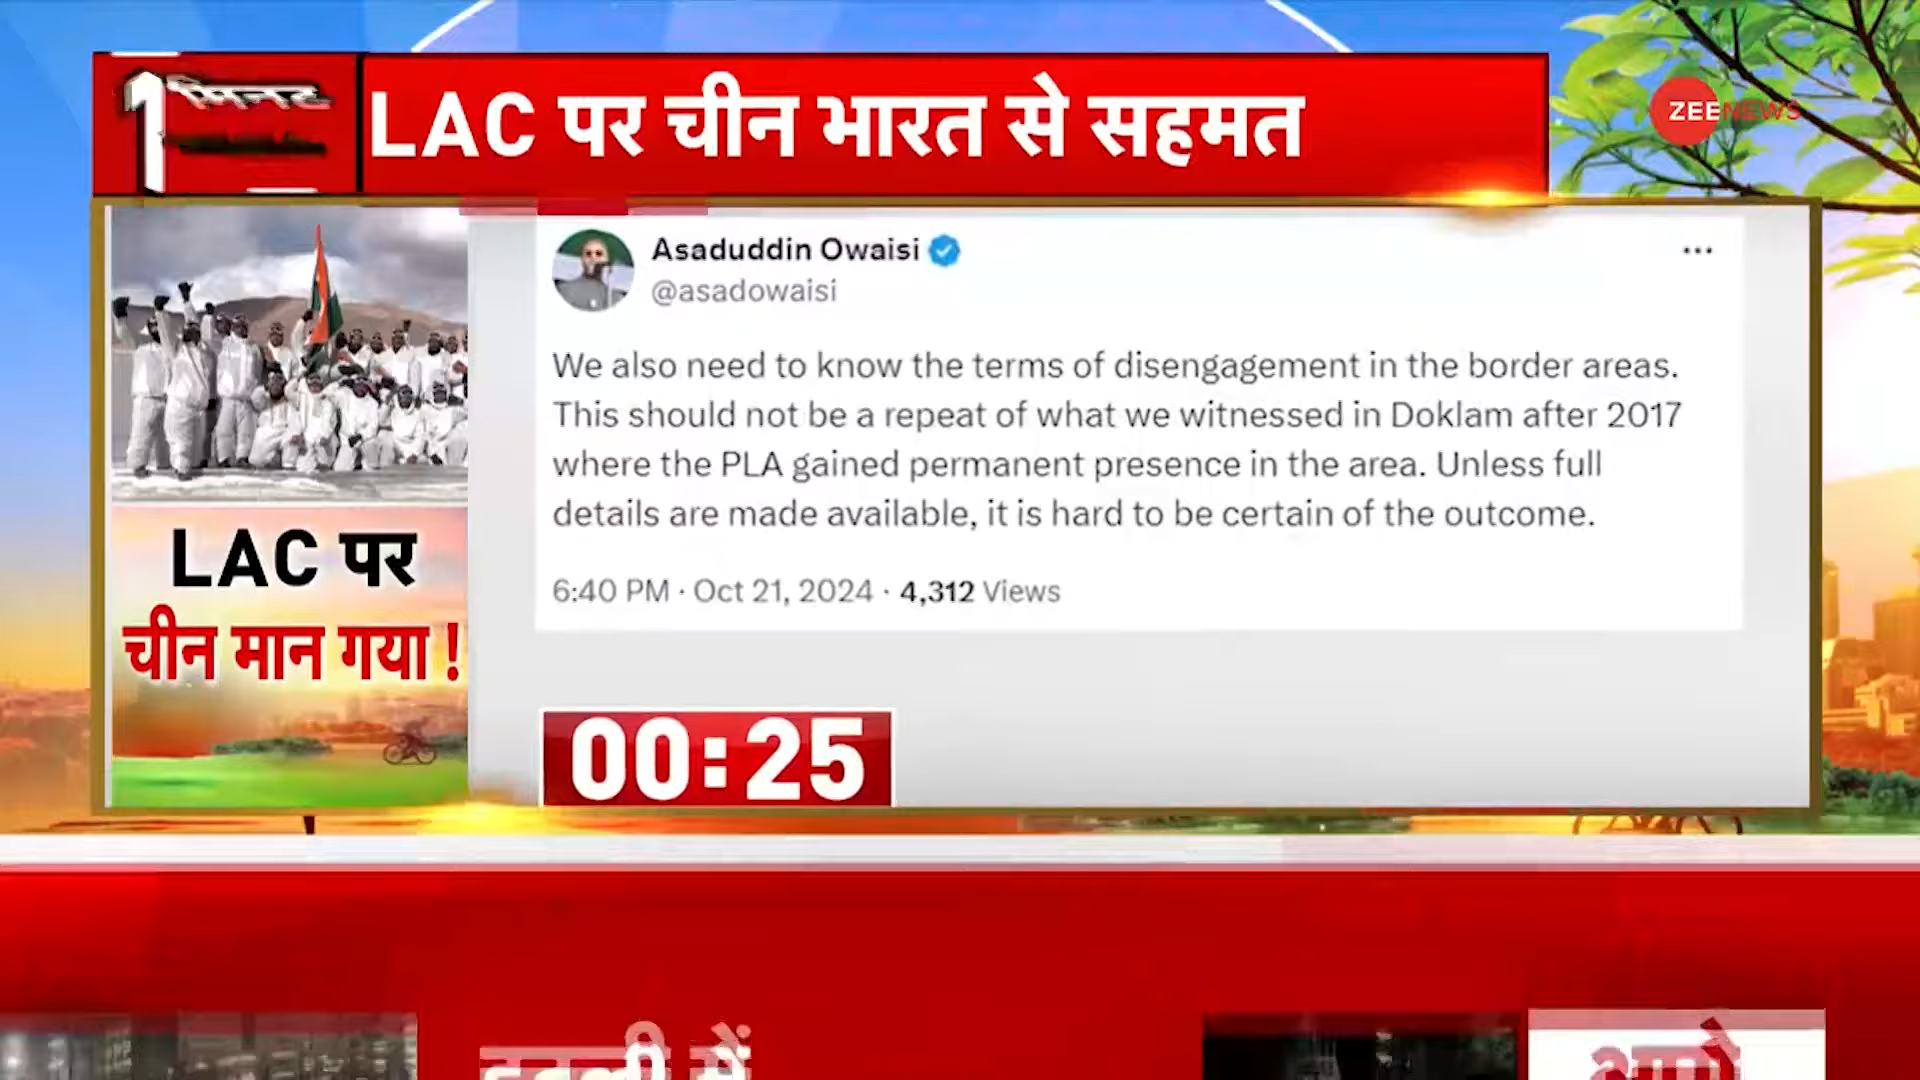 1 मिनट
LAC पर चीन भारत से सहमत
ZEE NEWS
Asaduddin Owaisi
@asadowaisi
We also need to know the terms of disengagement in the border areas.
This should not be a repeat of what we witnessed in Doklam after 2017
where the PLA gained permanent presence in the area. Unless full
details are made available, it is hard to be certain of the outcome.
6:40 PM · Oct 21, 2024 · 4,312 Views
LAC पर
चीन मान गया!
00:25
में